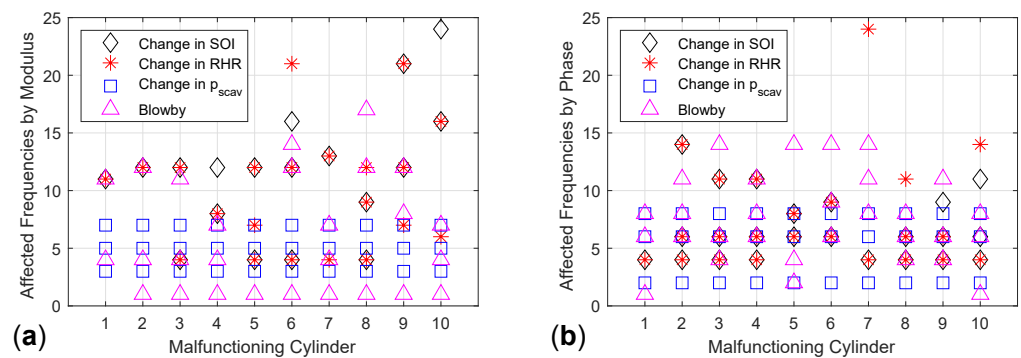 25
20
15
10
5
0
Affected Frequencies by Modulus
Change in SOI
Change in RHR
Change in p_scav
Blowby
1 2 3 4 5 6 7 8 9 10
Malfunctioning Cylinder
(a)
25
20
15
10
5
0
Affected Frequencies by Phase
Change in SOI
Change in RHR
Change in p_scav
Blowby
1 2 3 4 5 6 7 8 9 10
Malfunctioning Cylinder
(b)